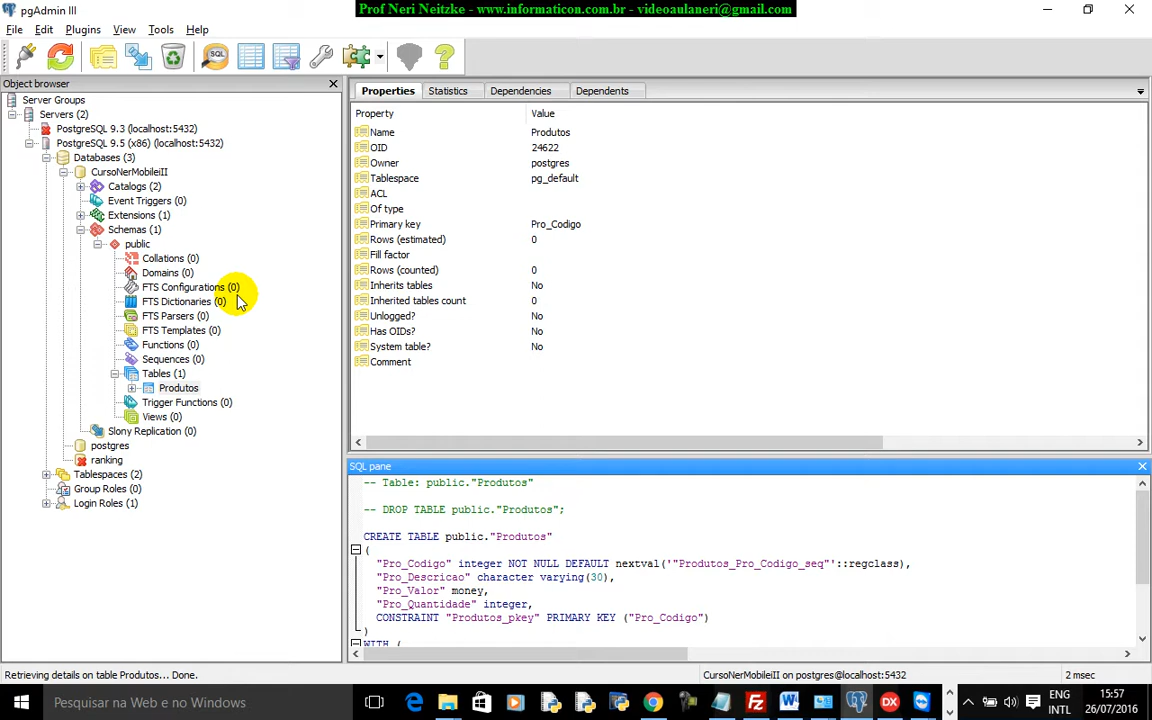 pgAdmin III
Prof Neri Neitzke - www.informaticon.com.br - videoaulaneri@gmail.com
File Edit Plugins View Tools Help
SQL
Object browser
Server Groups
Servers (2)
PostgreSQL 9.3 (localhost:5432)
PostgreSQL 9.5 (x86) (localhost:5432)
Databases (3)
CursoNerMobileiII
Catalogs (2)
Event Triggers (0)
Extensions (1)
Schemas (1)
public
Collations (0)
Domains (0)
FTS Configurations (0)
FTS Dictionaries (0)
FTS Parsers (0)
FTS Templates (0)
Functions (0)
Sequences (0)
Tables (1)
Produtos
Trigger Functions (0)
Views (0)
Slony Replication (0)
postgres
ranking
Tablespaces (2)
Group Roles (0)
Login Roles (1)
Properties Statistics Dependencies Dependents
Property Value
Name Produtos
OID 24622
Owner postgres
Tablespace pg_default
ACL
Of type
Primary key Pro_Codigo
Rows (estimated) 0
Fill factor
Rows (counted) 0
Inherits tables No
Inherited tables count 0
Unlogged? No
Has OIDs? No
System table? No
Comment
SQL pane
-- Table: public."Produtos"
-- DROP TABLE public."Produtos";
CREATE TABLE public."Produtos"
(
"Pro_Codigo" integer NOT NULL DEFAULT nextval('"Produtos_Pro_Codigo_seq"'::regclass),
"Pro_Descricao" character varying(30),
"Pro_Valor" money,
"Pro_Quantidade" integer,
CONSTRAINT "Produtos_pkey" PRIMARY KEY ("Pro_Codigo")
)
WITH (
Retrieving details on table Produtos... Done.
CursoNerMobileiII on postgres@localhost:5432
2 msec
Pesquisar na Web e no Windows
ENG
INTL
15:57
26/07/2016